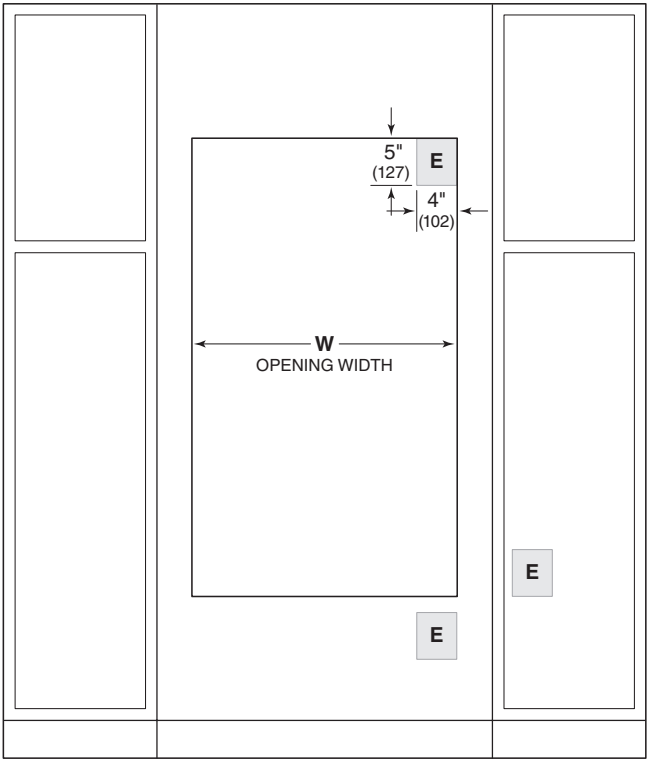 5"
(127)
E
4"
(102)
W
OPENING WIDTH
E
E